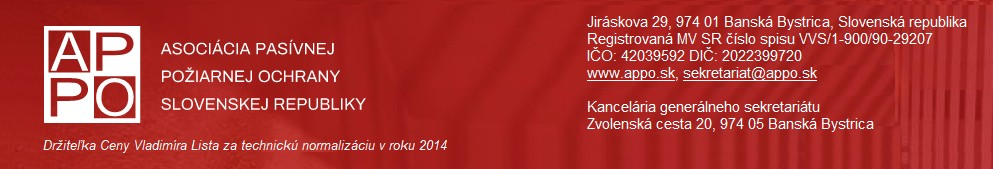 AP
PO
ASOCIÁCIA PASÍVNEJ
POŽIARNEJ OCHRANY
SLOVENSKEJ REPUBLIKY
Držiteľka Ceny Vladimíra Lista za technickú normalizáciu v roku 2014
Jiráskova 29, 974 01 Banská Bystrica, Slovenská republika
Registrovaná MV SR číslo spisu VVS/1-900/90-29207
IČO: 42039592 DIČ: 2022399720
www.appo.sk, sekretariat@appo.sk
Kancelária generálneho sekretariátu
Zvolenská cesta 20, 974 05 Banská Bystrica